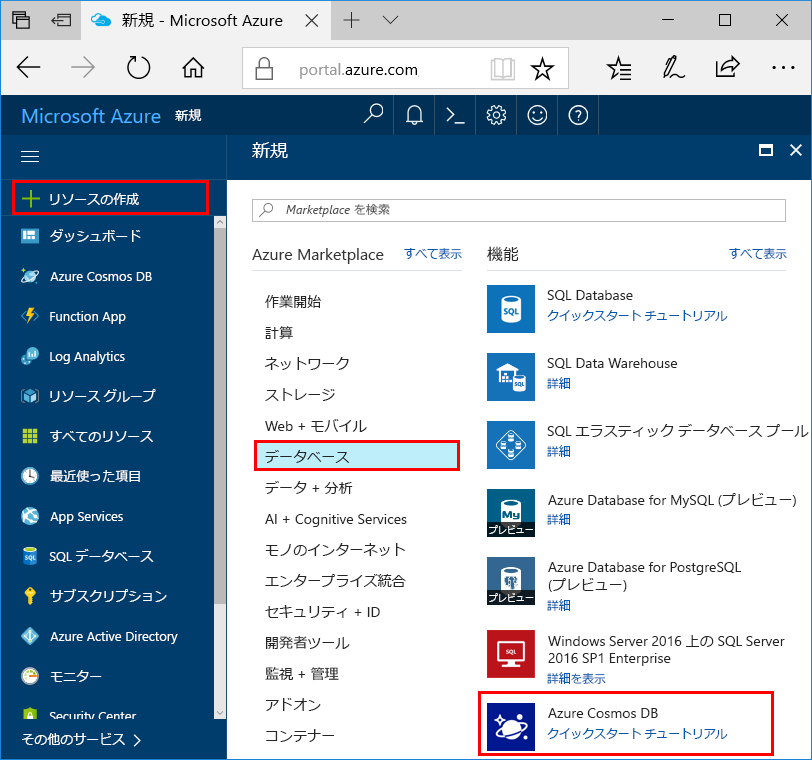 新規 - Microsoft Azure
portal.azure.com
Microsoft Azure 新規
新規
リソースの作成
ダッシュボード
Azure Cosmos DB
Function App
Log Analytics
リソース グループ
すべてのリソース
最近使った項目
App Services
SQL データベース
サブスクリプション
Azure Active Directory
モニター
Security Center
その他のサービス
Marketplace を検索
Azure Marketplace すべて表示
作業開始
計算
ネットワーク
ストレージ
Web + モバイル
データベース
データ + 分析
AI + Cognitive Services
モノのインターネット
エンタープライズ統合
セキュリティ + ID
開発者ツール
監視 + 管理
アドオン
コンテナー
機能 すべて表示
SQL
SQL Database
クイックスタート チュートリアル
SQL
SQL Data Warehouse
詳細
SQL エラスティック データベース プール
詳細
My
プレビュー
Azure Database for MySQL (プレビュー)
詳細
プレビュー
Azure Database for PostgreSQL
(プレビュー)
詳細
SQL
Windows Server 2016 上の SQL Server
2016 SP1 Enterprise
詳細を表示
Azure Cosmos DB
クイックスタート チュートリアル